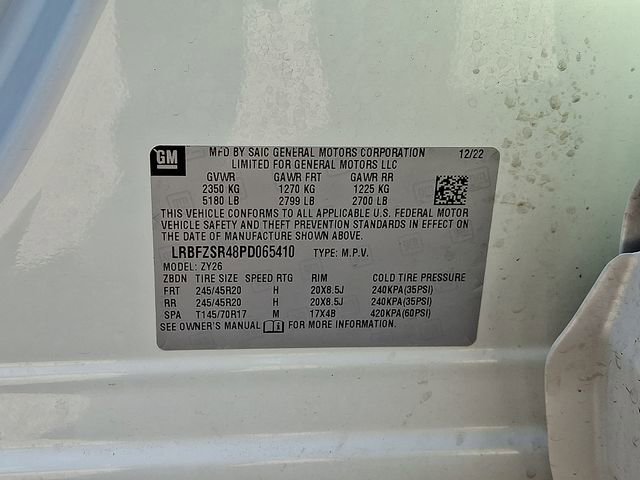 GM
MFD BY SAIC GENERAL MOTORS CORPORATION 12/22
LIMITED FOR GENERAL MOTORS LLC
GVWR GAWR FRT GAWR RR
2350 KG 1270 KG 1225 KG
5180 LB 2799 LB 2700 LB
THIS VEHICLE CONFORMS TO ALL APPLICABLE U.S. FEDERAL MOTOR
VEHICLE SAFETY AND THEFT PREVENTION STANDARDS IN EFFECT ON
THE DATE OF MANUFACTURE SHOWN ABOVE.
LRBFZSR48PD065410 TYPE: M.P.V.
MODEL: ZY26
ZBDN TIRE SIZE SPEED RTG RIM COLD TIRE PRESSURE
FRT 245/45R20 H 20X8.5J 240KPA(35PSI)
RR 245/45R20 H 20X8.5J 240KPA(35PSI)
SPA T145/70R17 M 17X4B 420KPA(60PSI)
SEE OWNER'S MANUAL FOR MORE INFORMATION